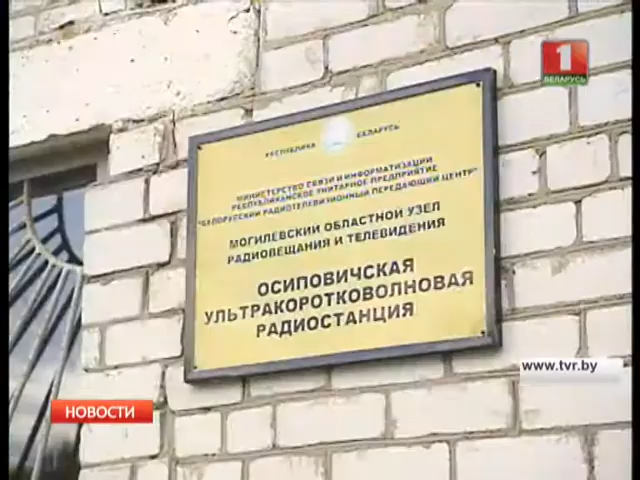 1
БЕЛАРУСЬ
РЕСПУБЛИКА БЕЛАРУСЬ
МИНИСТЕРСТВО СВЯЗИ И ИНФОРМАТИЗАЦИИ
РЕСПУБЛИКАНСКОЕ УНИТАРНОЕ ПРЕДПРИЯТИЕ
"БЕЛОРУССКИЙ РАДИОТЕЛЕВИЗИОННЫЙ ПЕРЕДАЮЩИЙ ЦЕНТР"
МОГИЛЕВСКИЙ ОБЛАСТНОЙ УЗЕЛ
РАДИОВЕЩАНИЯ И ТЕЛЕВИДЕНИЯ
ОСИПОВИЧСКАЯ
УЛЬТРАКОРОТКОВОЛНОВАЯ
РАДИОСТАНЦИЯ
www.tvr.by
НОВОСТИ